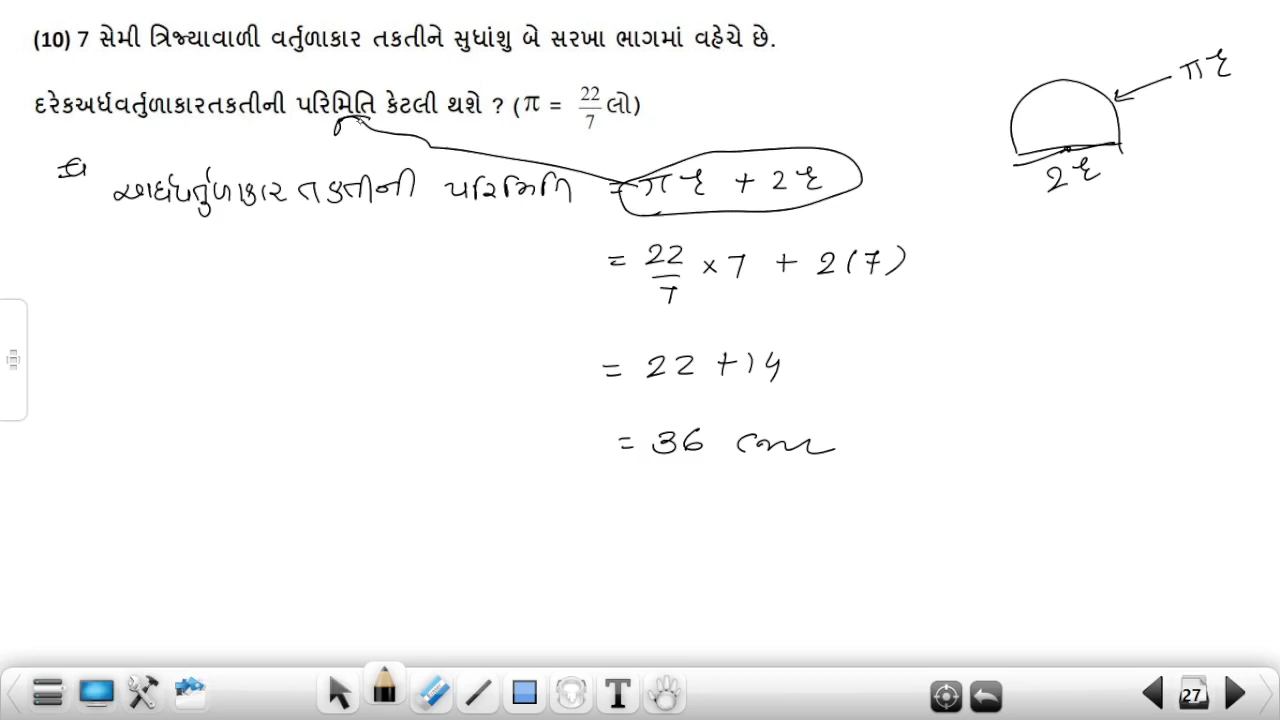 (10) 7 સેમી ત્રિજ્યાવાળી વર્તુળાકાર તકતીને સુધાંશુ બે સરખા ભાગમાં વહેચે છે.
દરેકઅર્ધવર્તુળાકારતકતીની પરિમિતિ કેટલી થશે ? (π = 22/7 લો)
πr
2r
અર્ધવર્તુળાકાર તકતીની પરિમિતિ = πr + 2r
= 22/7 × 7 + 2(7)
= 22 + 14
= 36 cm
27